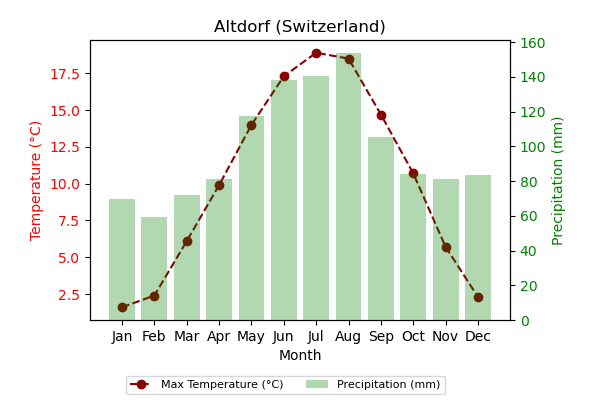 Altdorf (Switzerland)
Temperature (°C)
17.5
15.0
12.5
10.0
7.5
5.0
2.5
160
140
120
100
80
60
40
20
0
Precipitation (mm)
Jan Feb Mar Apr May Jun Jul Aug Sep Oct Nov Dec
Month
Max Temperature (°C) Precipitation (mm)